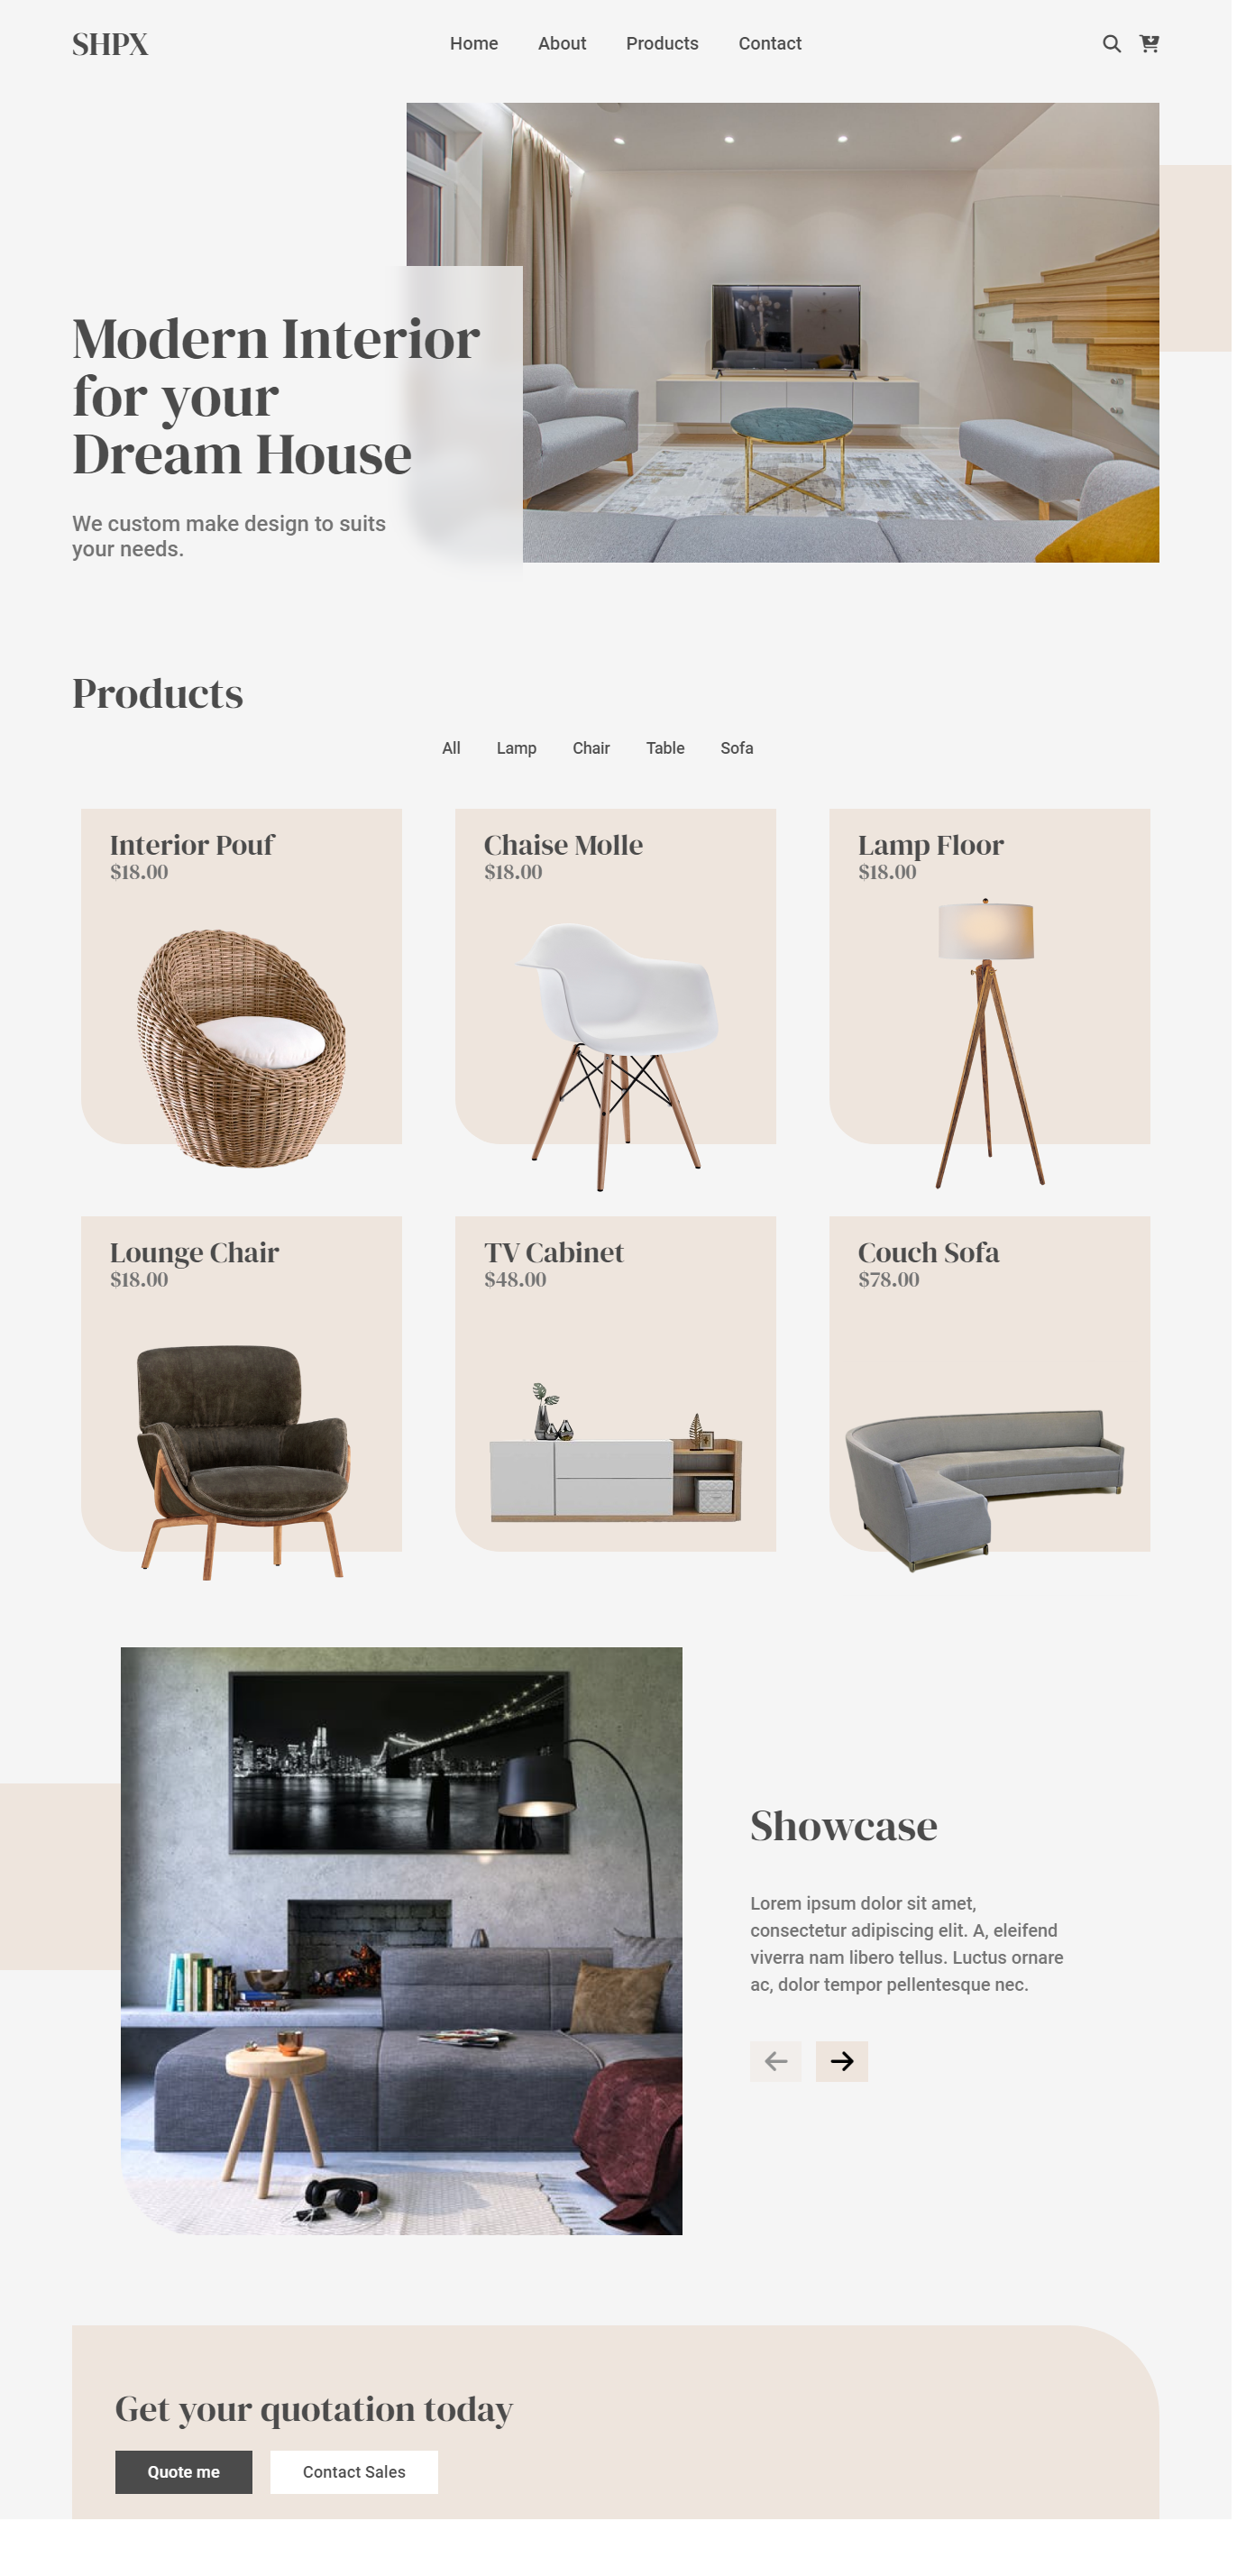 SHPX
Home
About
Products
Contact
Modern Interior
for your
Dream House
We custom make design to suits
your needs.
Products
All
Lamp
Chair
Table
Sofa
Interior Pouf
$18.00
Chaise Molle
$18.00
Lamp Floor
$18.00
Lounge Chair
$18.00
TV Cabinet
$48.00
Couch Sofa
$78.00
Showcase
Lorem ipsum dolor sit amet,
consectetur adipiscing elit. A, eleifend
viverra nam libero tellus. Luctus ornare
ac, dolor tempor pellentesque nec.
Get your quotation today
Quote me
Contact Sales